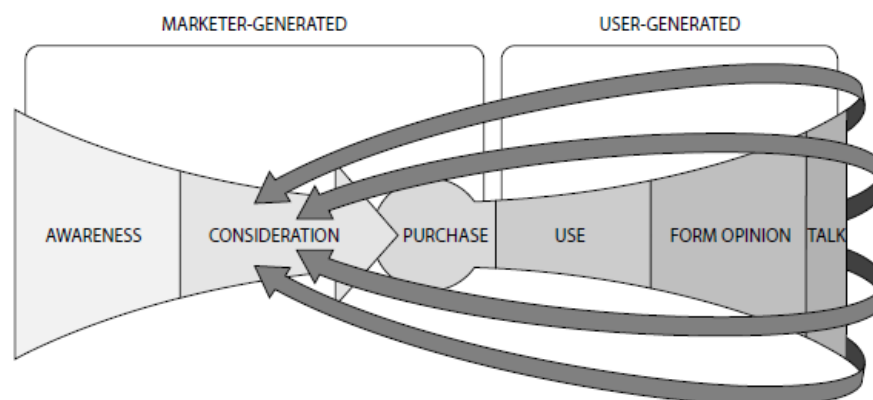 MARKETER-GENERATED
USER-GENERATED
AWARENESS
CONSIDERATION
PURCHASE
USE
FORM OPINION
TALK